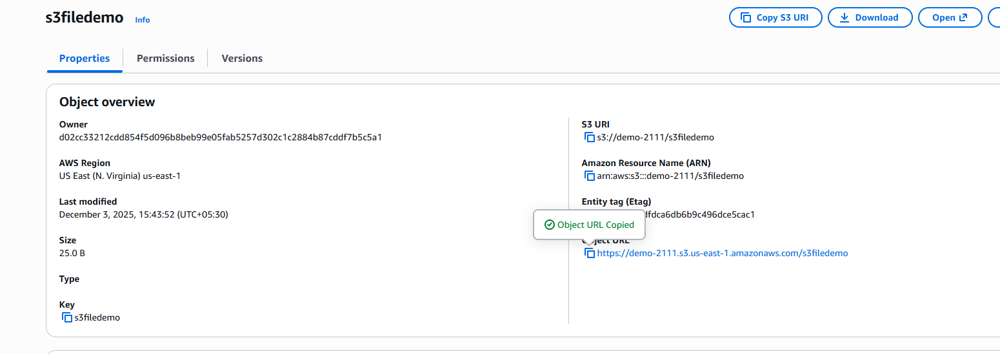 s3filedemo Info
Copy S3 URI
Download
Open
Properties
Permissions
Versions
Object overview
Owner
d02cc33212cdd854f5d096b8beb99e05fab5257d302c1c2884b87cddf7b5c5a1
AWS Region
US East (N. Virginia) us-east-1
Last modified
December 3, 2025, 15:43:52 (UTC+05:30)
Size
25.0 B
Type
Key
s3filedemo
S3 URI
s3://demo-2111/s3filedemo
Amazon Resource Name (ARN)
arn:aws:s3:::demo-2111/s3filedemo
Entity tag (Etag)
dfdca6db6b9c496dce5cac1
Object URL Copied
Object URL
https://demo-2111.s3.us-east-1.amazonaws.com/s3filedemo